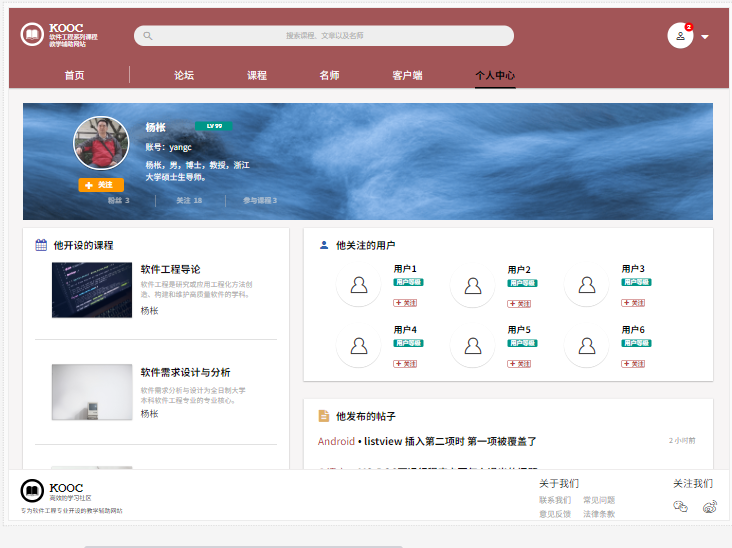 KOOC
软件工程系列课程
教学辅助网站
搜索课程、文章以及名师
2
首页
论坛
课程
名师
客户端
个人中心
杨枨
LV99
账号：yangc
杨枨，男，博士，教授，浙江
大学硕士生导师。
关注
粉丝 3
关注 18
参与课程 3
他开设的课程
软件工程导论
软件工程是研究或应用工程化方法创
造、构建和维护高质量软件的学科。
杨枨
软件需求分析与设计
软件需求分析与设计为全日制大学
本科软件工程专业的专业核心。
杨枨
他关注的用户
用户1
用户等级
关注
用户2
用户等级
关注
用户3
用户等级
关注
用户4
用户等级
关注
用户5
用户等级
关注
用户6
用户等级
关注
他发布的帖子
Android • listview 插入第二项时 第一项被覆盖了
2 小时前
KOOC
高效的学习社区
专为软件工程专业开设的教学辅助网站
关于我们
联系我们
常见问题
意见反馈
法律条款
关注我们